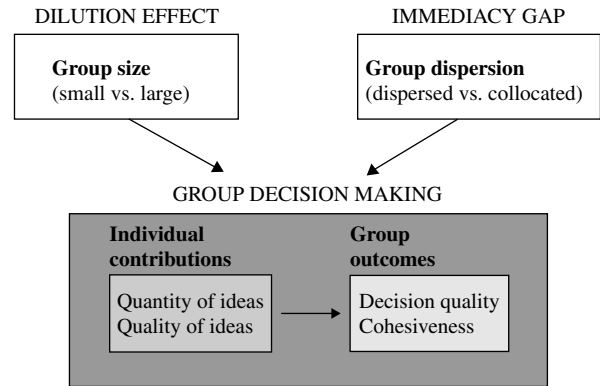 DILUTION EFFECT
IMMEDIACY GAP
Group size
(small vs. large)
Group dispersion
(dispersed vs. collocated)
GROUP DECISION MAKING
Individual
contributions
Quantity of ideas
Quality of ideas
Group
outcomes
Decision quality
Cohesiveness